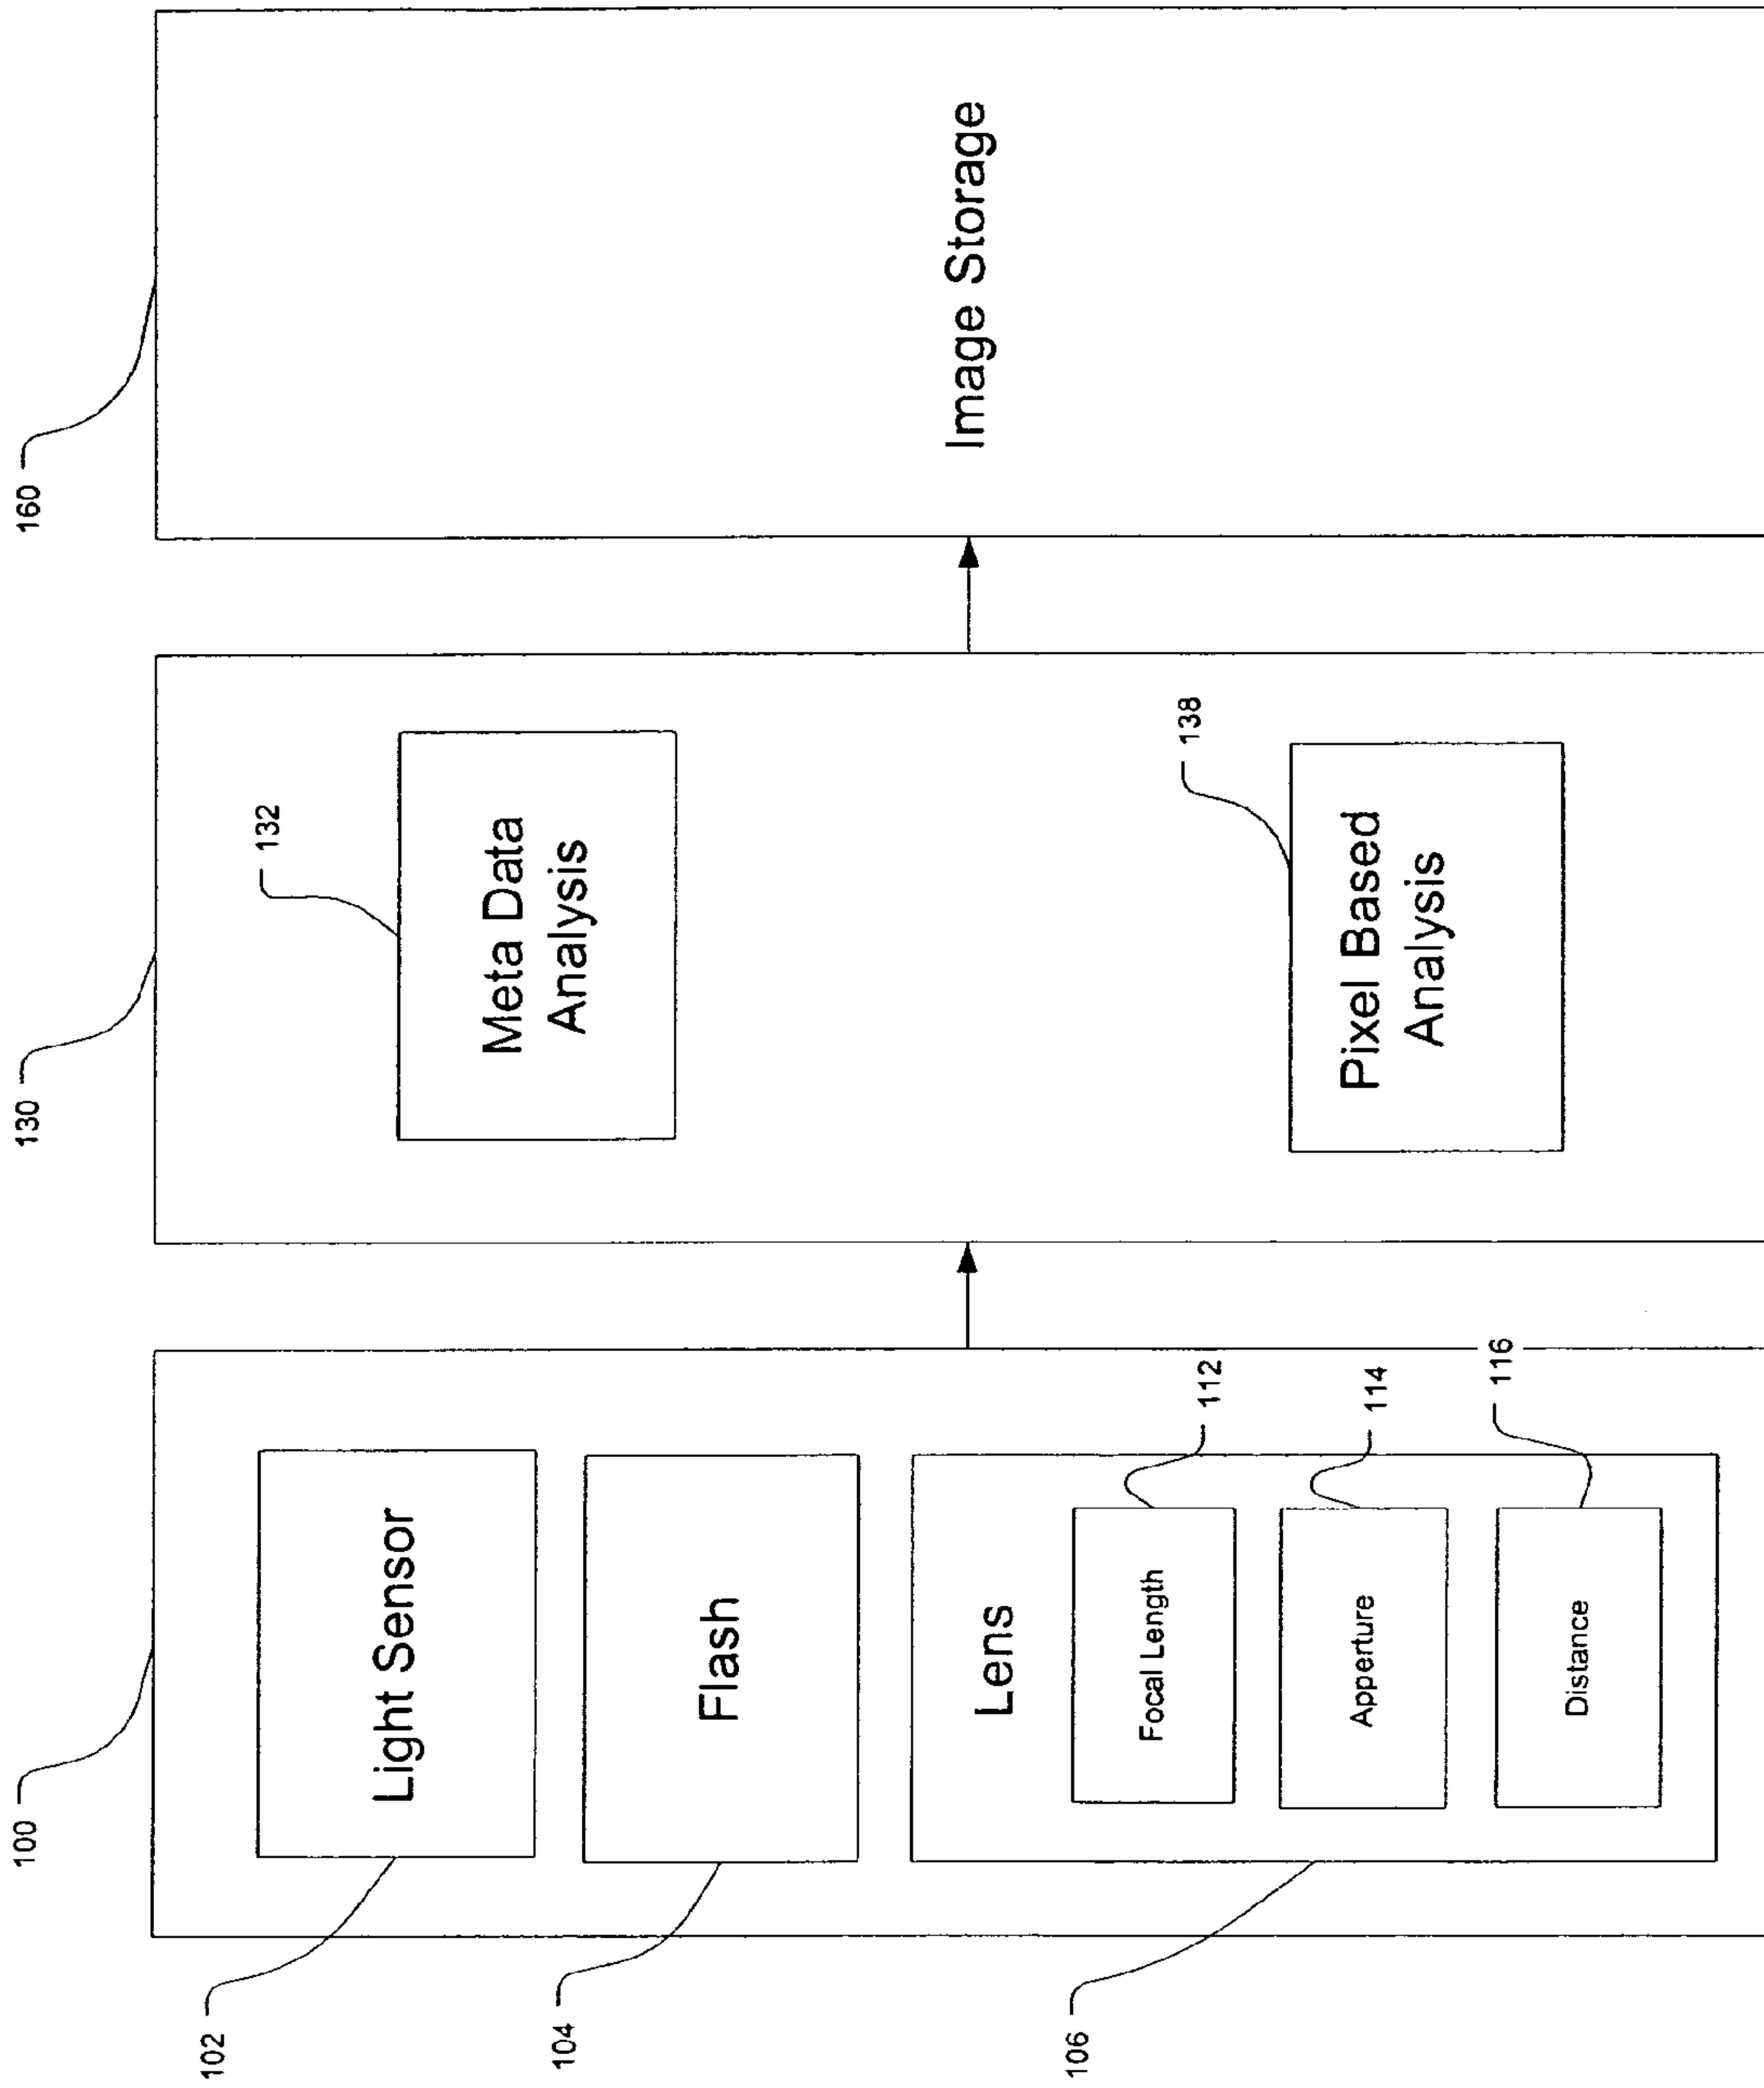 100
130
160
102
Light Sensor
104
Flash
106
Lens
Focal Length
112
Apperture
114
Distance
116
132
Meta Data
Analysis
138
Pixel Based
Analysis
Image Storage